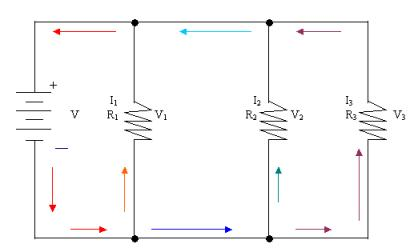 +
I₁ I₂ I₃
V R₁ V₁ R₂ V₂ R₃ V₃
−